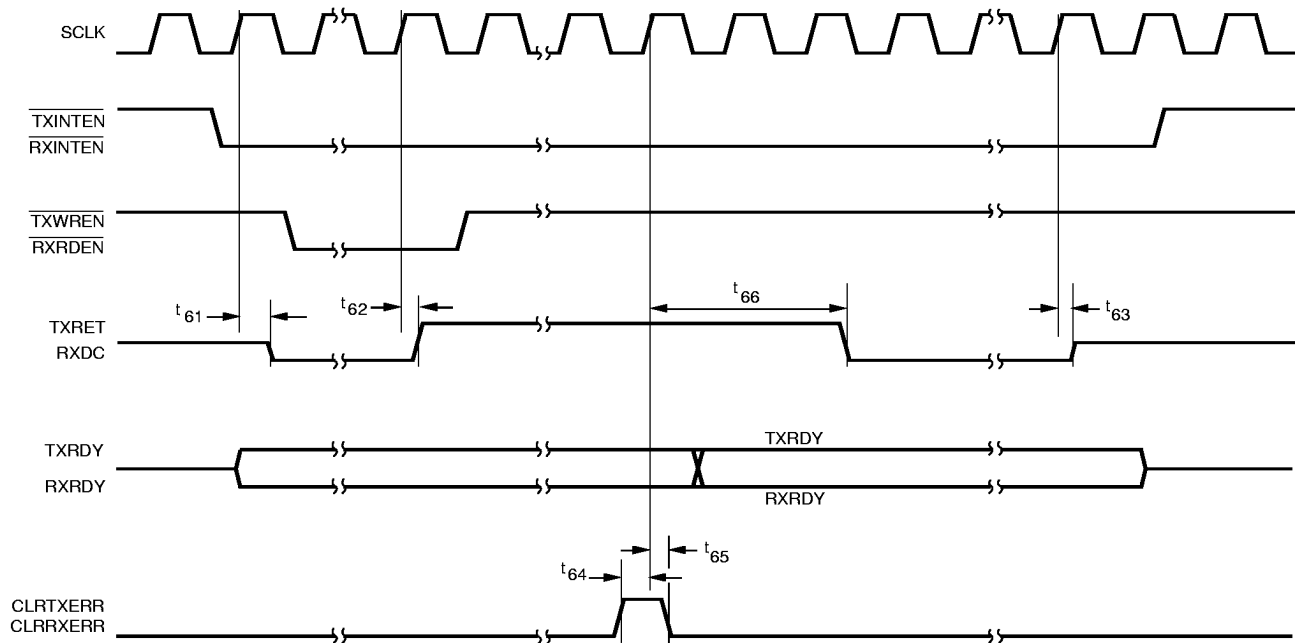 SCLK
TXINTEN
RXINTEN
TXWREN
RXRDEN
t61
t62
t66
t63
TXRET
RXDC
TXRDY
TXRDY
RXRDY
RXRDY
t65
t64
CLRTXERR
CLRRXERR